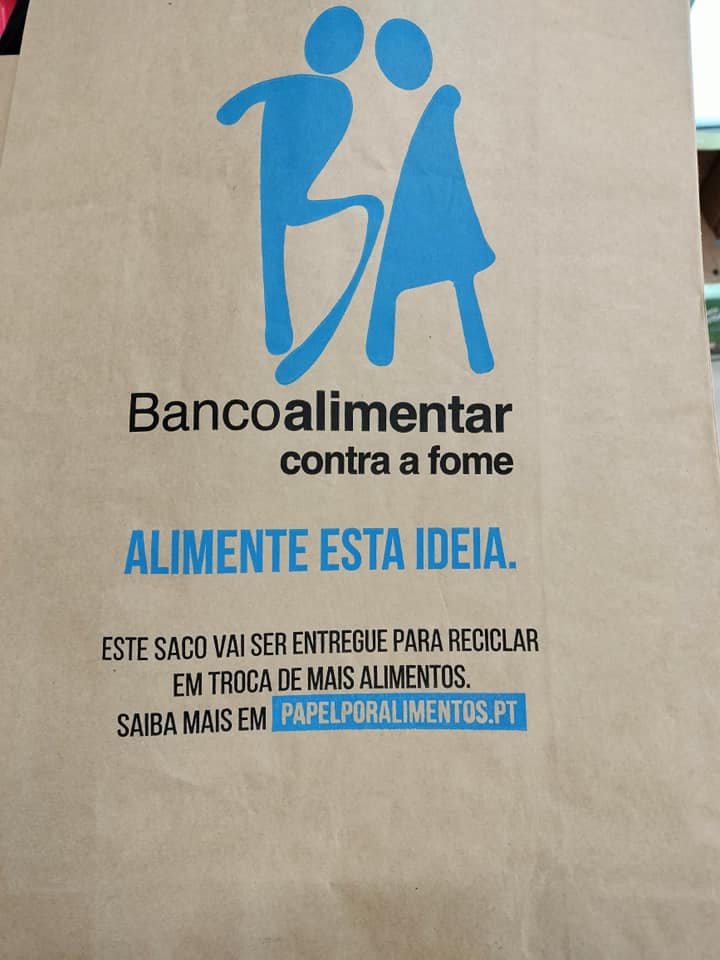 BA
Bancoalimentar
contra a fome
ALIMENTE ESTA IDEIA.
ESTE SACO VAI SER ENTREGUE PARA RECICLAR
EM TROCA DE MAIS ALIMENTOS.
SAIBA MAIS EM PAPELPORALIMENTOS.PT